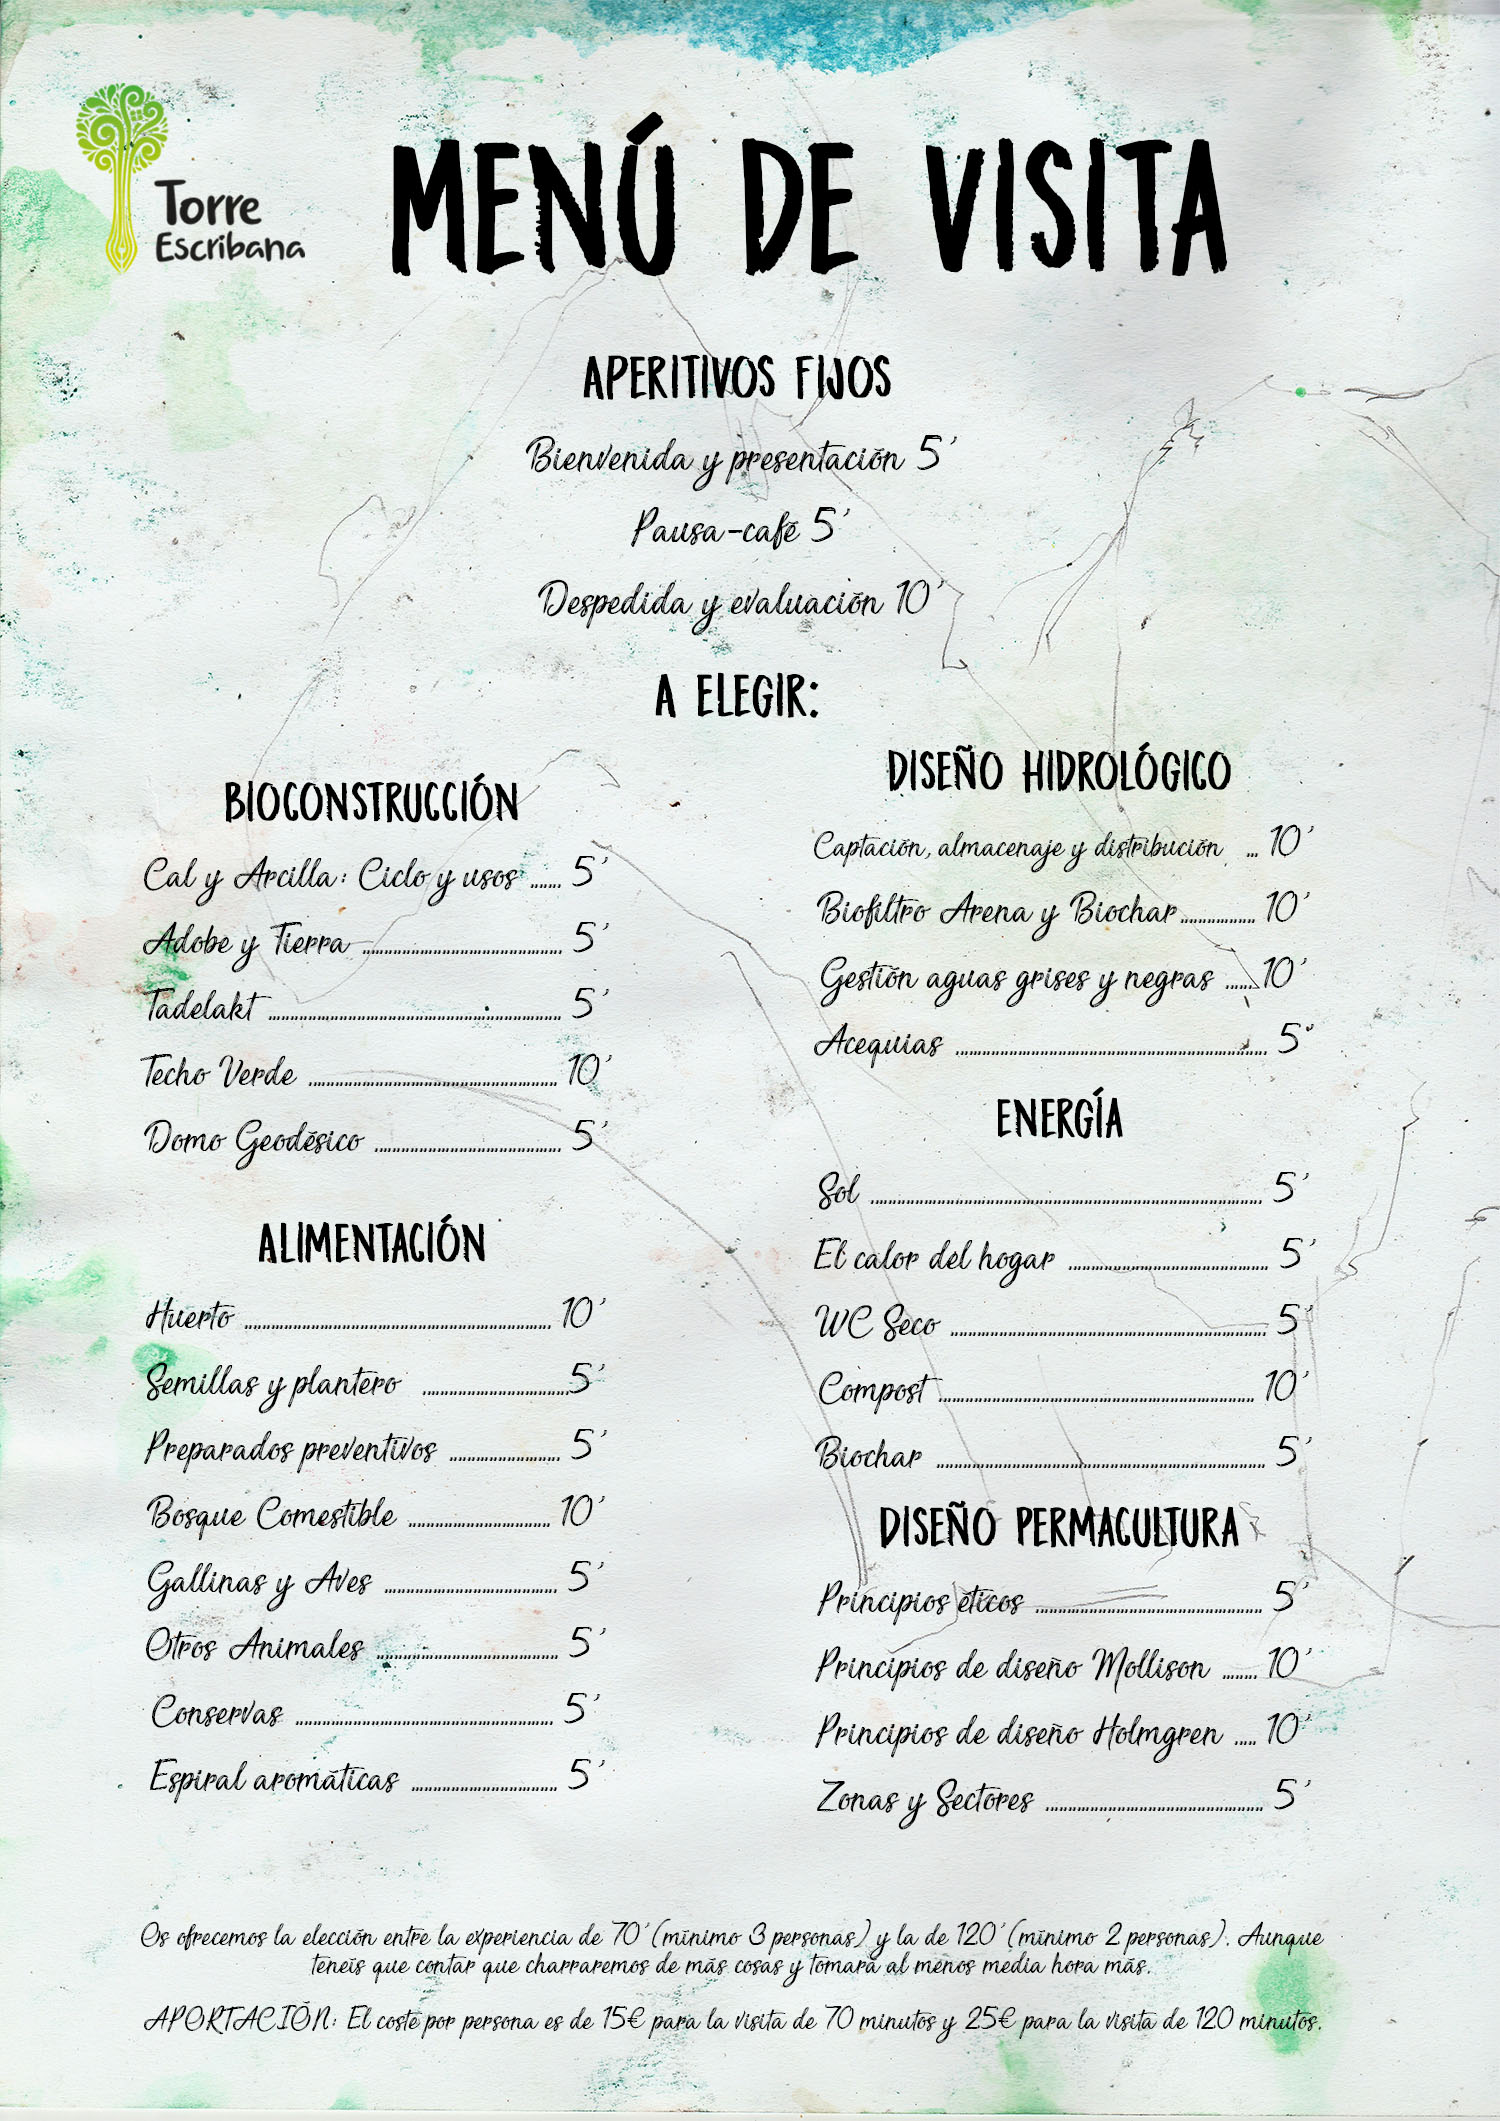 Torre
Escribana
MENÚ DE VISITA
APERITIVOS FIJOS
Bienvenida y presentación 5'
Pausa-café 5'
Despedida y evaluación 10'
A ELEGIR:
BIOCONSTRUCCIÓN
Cal y Arcilla: Ciclo y usos ....... 5'
Adobe y Tierra ............................................. 5'
Tadelakt ................................................................. 5'
Techo Verde ........................................................ 10'
Domo Geodésico .......................................... 5'
ALIMENTACIÓN
Huerto .................................................................... 10'
Semillas y plantero .................................5'
Preparados preventivos ......................... 5'
Bosque Comestible ................................ 10'
Gallinas y Aves ....................................... 5'
Otros Animales ......................................... 5'
Conservas .......................................................... 5'
Espiral aromáticas ................................. 5'
DISEÑO HIDROLÓGICO
Captación, almacenaje y distribución ... 10'
Biofiltro Arena y Biochar................. 10'
Gestión aguas grises y negras .......10'
Acequias ...................................................................... 5'
ENERGÍA
Sol ........................................................................................ 5'
El calor del hogar ............................................. 5'
WC Seco ....................................................................... 5'
Compost ....................................................................... 10'
Biochar .......................................................................... 5'
DISEÑO PERMACULTURA
Principios éticos ................................................... 5'
Principios de diseño Mollison ........ 10'
Principios de diseño Holmgren ..... 10'
Zonas y Sectores ................................................. 5'
Os ofrecemos la elección entre la experiencia de 70' (mínimo 3 personas) y la de 120' (mínimo 2 personas). Aunque
tenéis que contar que charraremos de más cosas y tomará al menos media hora más.
APORTACIÓN: El coste por persona es de 15€ para la visita de 70 minutos y 25€ para la visita de 120 minutos.